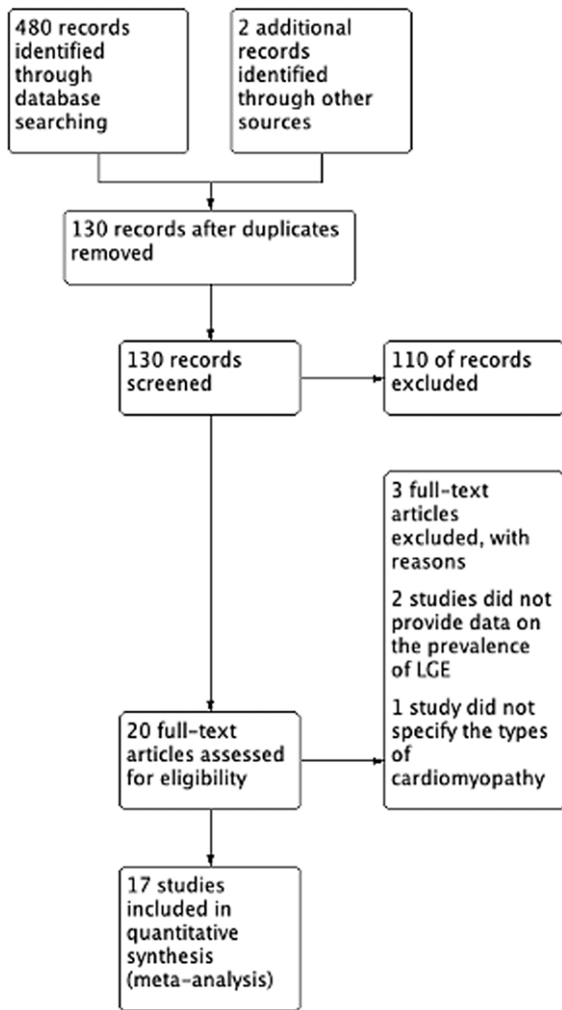 480 records
identified
through
database
searching
2 additional
records
identified
through other
sources
130 records after duplicates
removed
130 records
screened
110 of records
excluded
3 full-text
articles
excluded, with
reasons
2 studies did not
provide data on
the prevalence
of LGE
1 study did not
specify the types
of
cardiomyopathy
20 full-text
articles assessed
for eligibility
17 studies
included in
quantitative
synthesis
(meta-analysis)